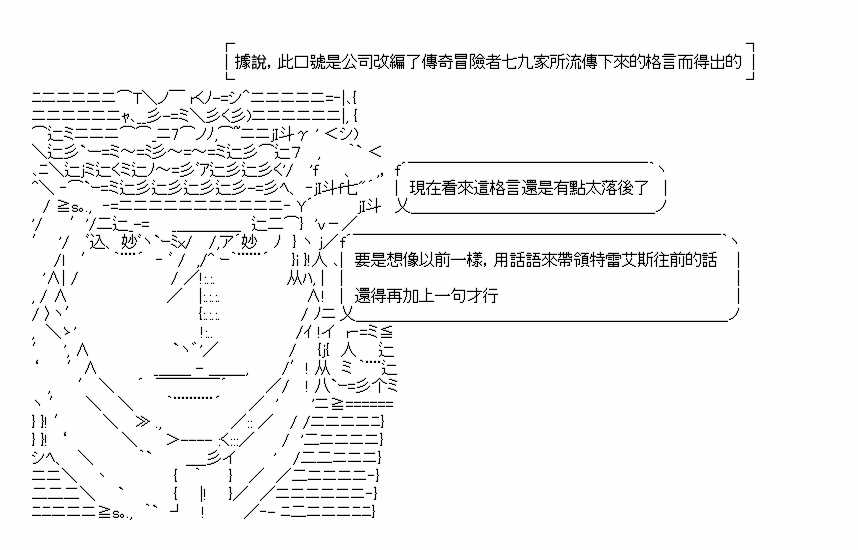 據說，此口號是公司改編了傳奇冒險者七九家所流傳下來的格言而得出的
現在看來這格言還是有點太落後了
要是想像以前一樣，用話語來帶領特雷艾斯往前的話
還得再加上一句才行